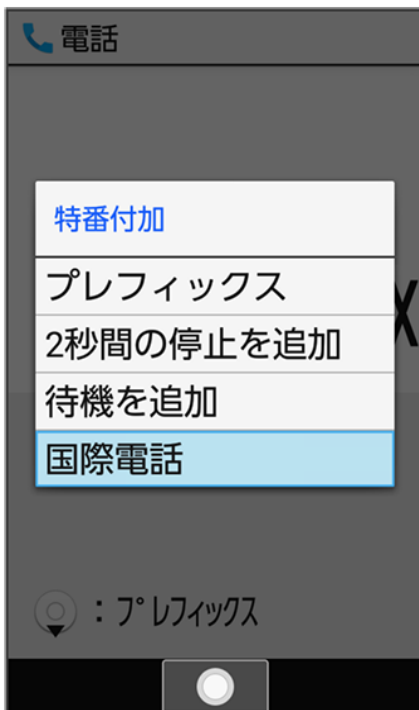 電話
特番付加
プレフィックス
X
2秒間の停止を追加
待機を追加
国際電話
：プレフィックス